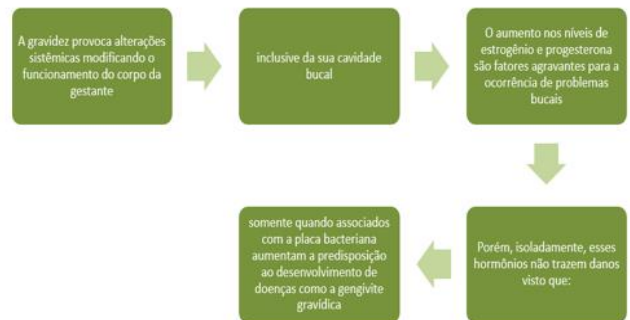 A gravidez provoca alterações
sistêmicas modificando o
funcionamento do corpo da
gestante
inclusive da sua cavidade
bucal
O aumento nos níveis de
estrogênio e progesterona
são fatores agravantes para a
ocorrência de problemas
bucais
Porém, isoladamente, esses
hormônios não trazem danos
visto que:
somente quando associados
com a placa bacteriana
aumentam a predisposição
ao desenvolvimento de
doenças como a gengivite
gravídica